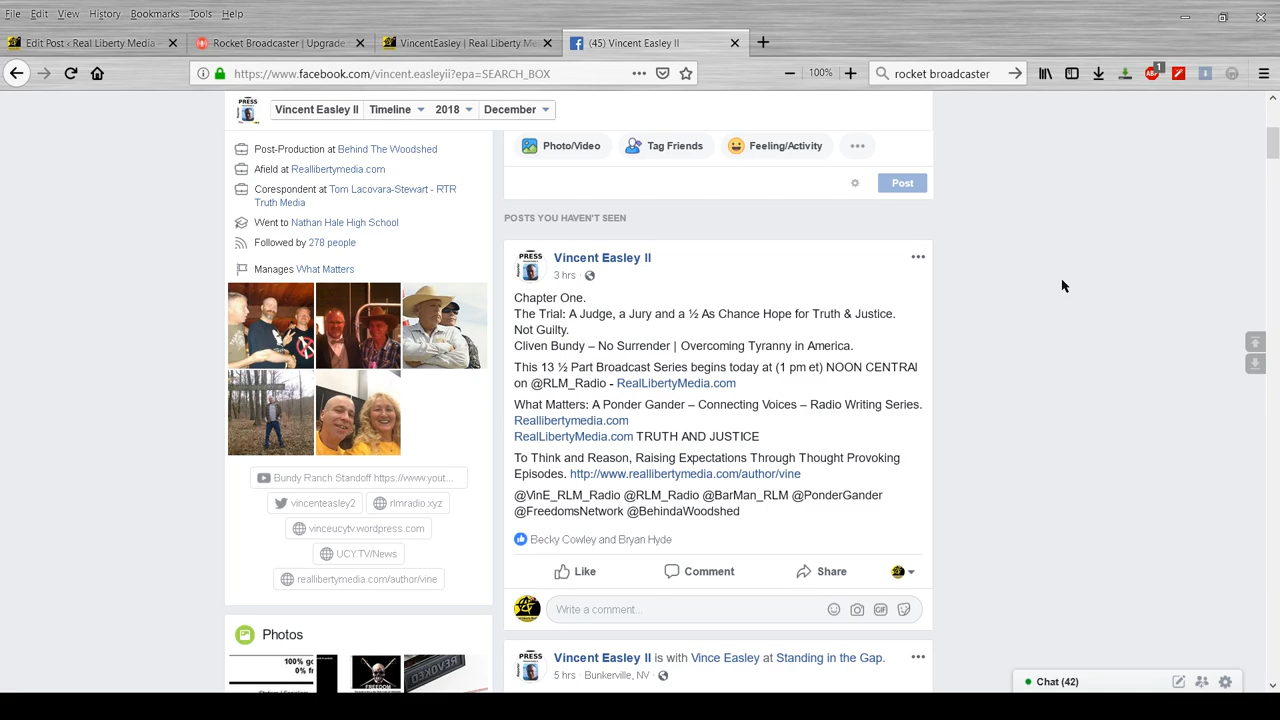 File Edit View History Bookmarks Tools Help
Edit Post ‹ Real Liberty Media –
Rocket Broadcaster | Upgrade
VincentEasley | Real Liberty Me
(45) Vincent Easley II
https://www.facebook.com/vincent.easleyii?epa=SEARCH_BOX
100%
rocket broadcaster
1
ABP
PRESS
Vincent Easley II Timeline 2018 December
Post-Production at Behind The Woodshed
Afield at Reallibertymedia.com
Corespondent at Tom Lacovara-Stewart - RTR
Truth Media
Went to Nathan Hale High School
Followed by 278 people
Manages What Matters
Bundy Ranch Standoff https://www.yout...
vincenteasley2
rlmradio.xyz
vinceucytv.wordpress.com
UCY.TV/News
reallibertymedia.com/author/vine
Photos
100% g
0% f
FREEDOM
REVOKED
Photo/Video
Tag Friends
Feeling/Activity
Post
POSTS YOU HAVEN'T SEEN
PRESS
Vincent Easley II
3 hrs
Chapter One.
The Trial: A Judge, a Jury and a ½ As Chance Hope for Truth & Justice.
Not Guilty.
Cliven Bundy – No Surrender | Overcoming Tyranny in America.
This 13 ½ Part Broadcast Series begins today at (1 pm et) NOON CENTRAl
on @RLM_Radio - RealLibertyMedia.com
What Matters: A Ponder Gander – Connecting Voices – Radio Writing Series.
Reallibertymedia.com
RealLibertyMedia.com TRUTH AND JUSTICE
To Think and Reason, Raising Expectations Through Thought Provoking
Episodes. http://www.reallibertymedia.com/author/vine
@VinE_RLM_Radio @RLM_Radio @BarMan_RLM @PonderGander
@FreedomsNetwork @BehindaWoodshed
Becky Cowley and Bryan Hyde
Like
Comment
Share
Write a comment...
GIF
PRESS
Vincent Easley II is with Vince Easley at Standing in the Gap.
5 hrs · Bunkerville, NV
Chat (42)